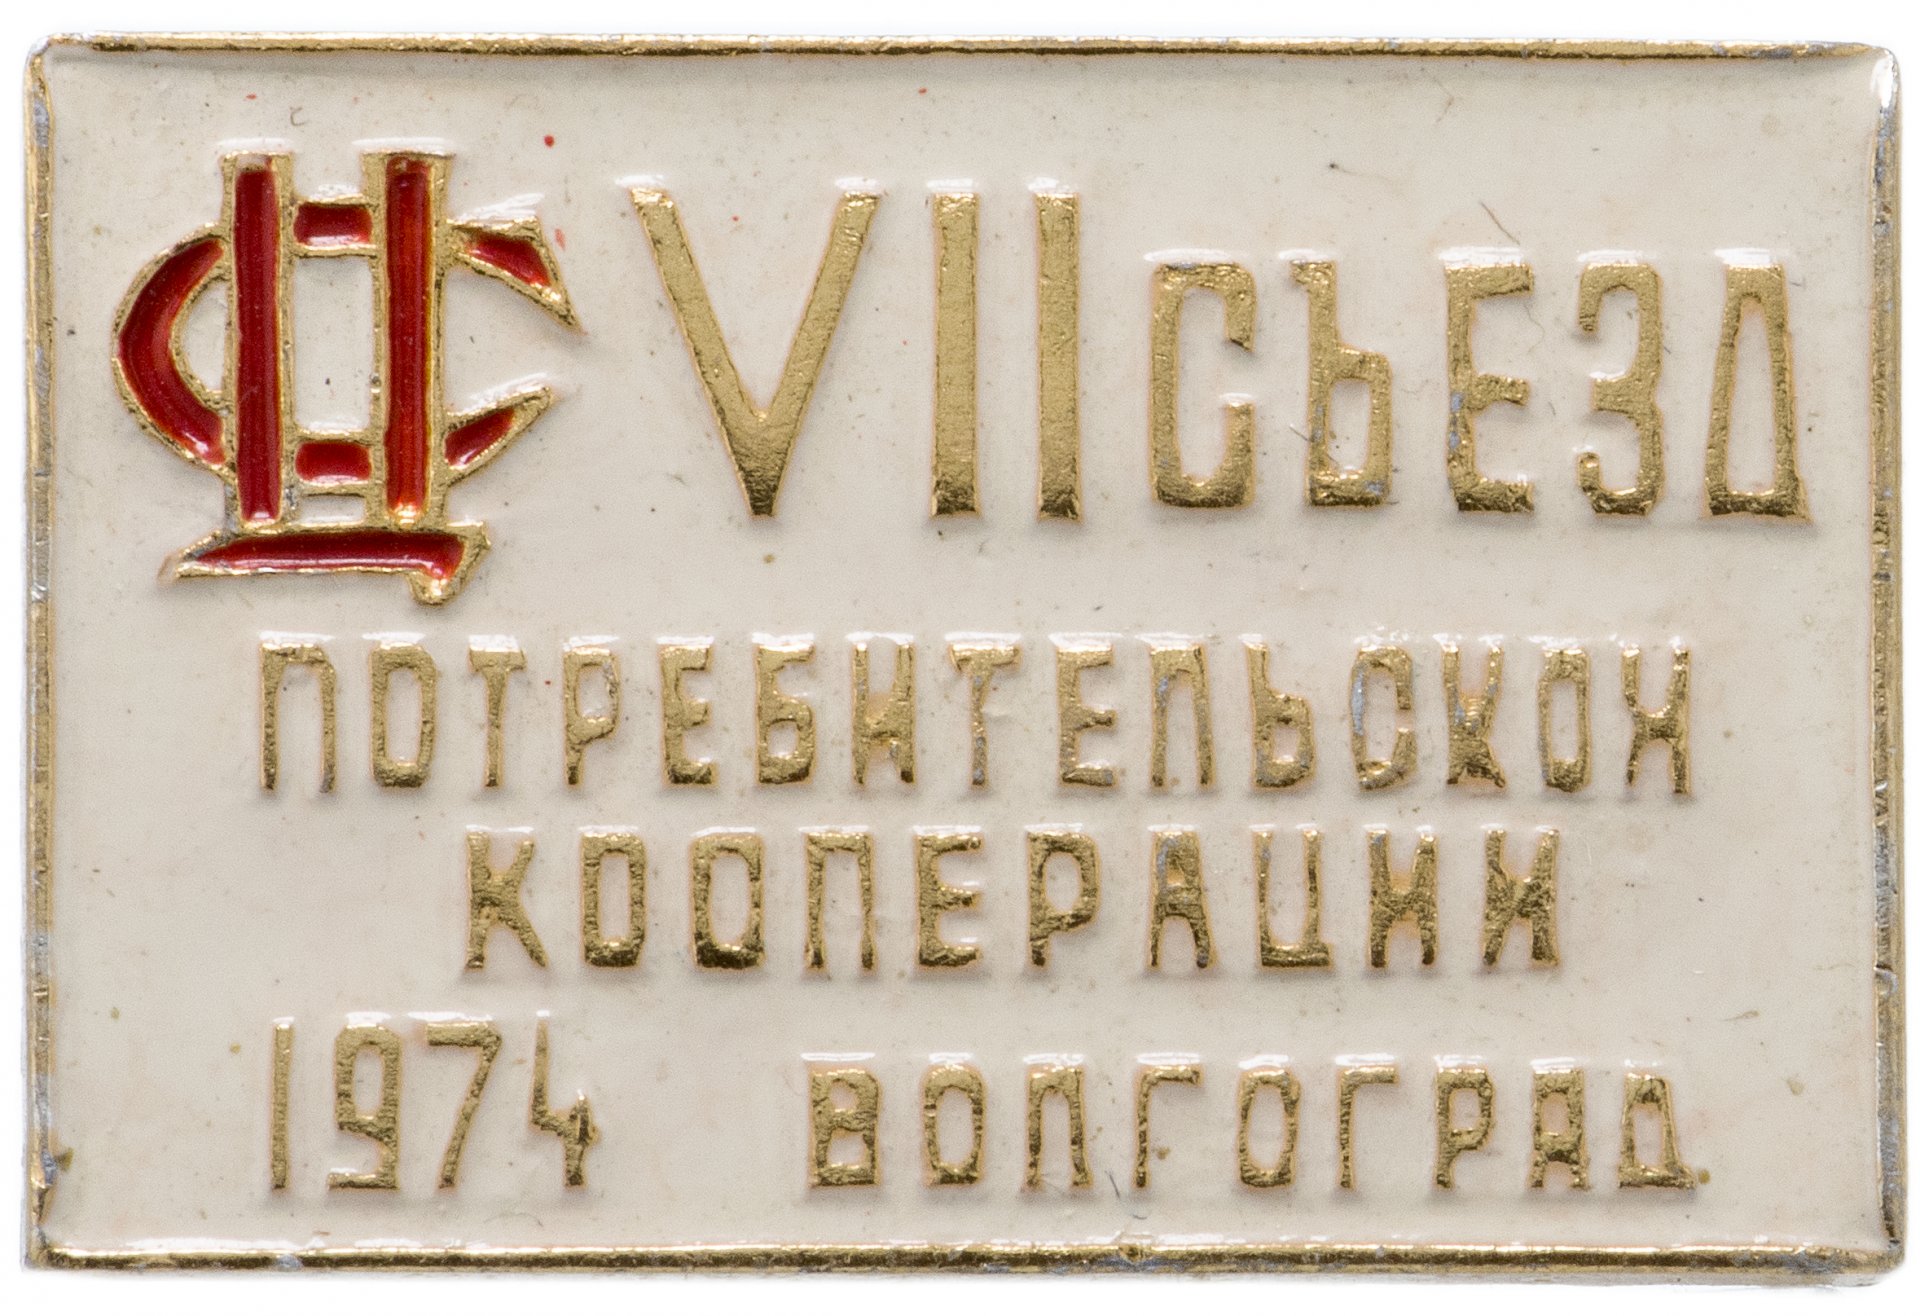 VII СЪЕЗД
ПОТРЕБИТЕЛЬСКОЙ
КООПЕРАЦИИ
1974 ВОЛГОГРАД